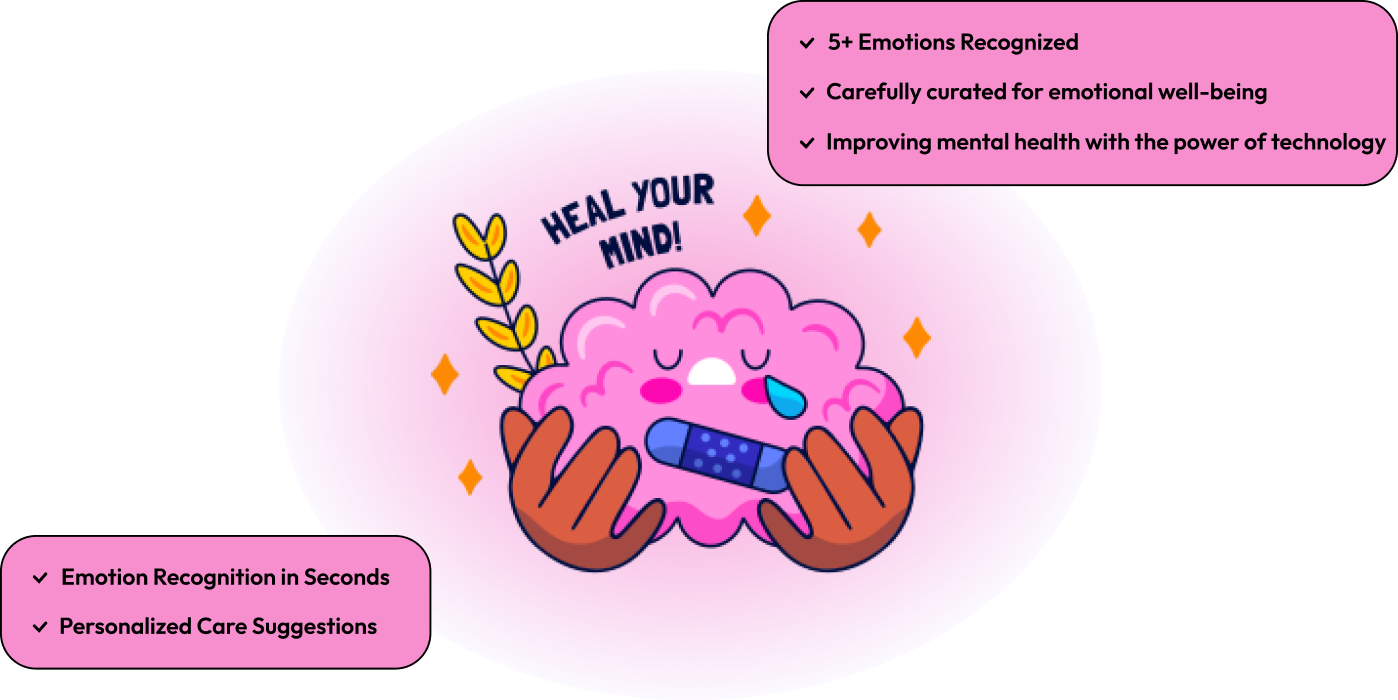 5+ Emotions Recognized
Carefully curated for emotional well-being
Improving mental health with the power of technology
HEAL YOUR
MIND!
Emotion Recognition in Seconds
Personalized Care Suggestions